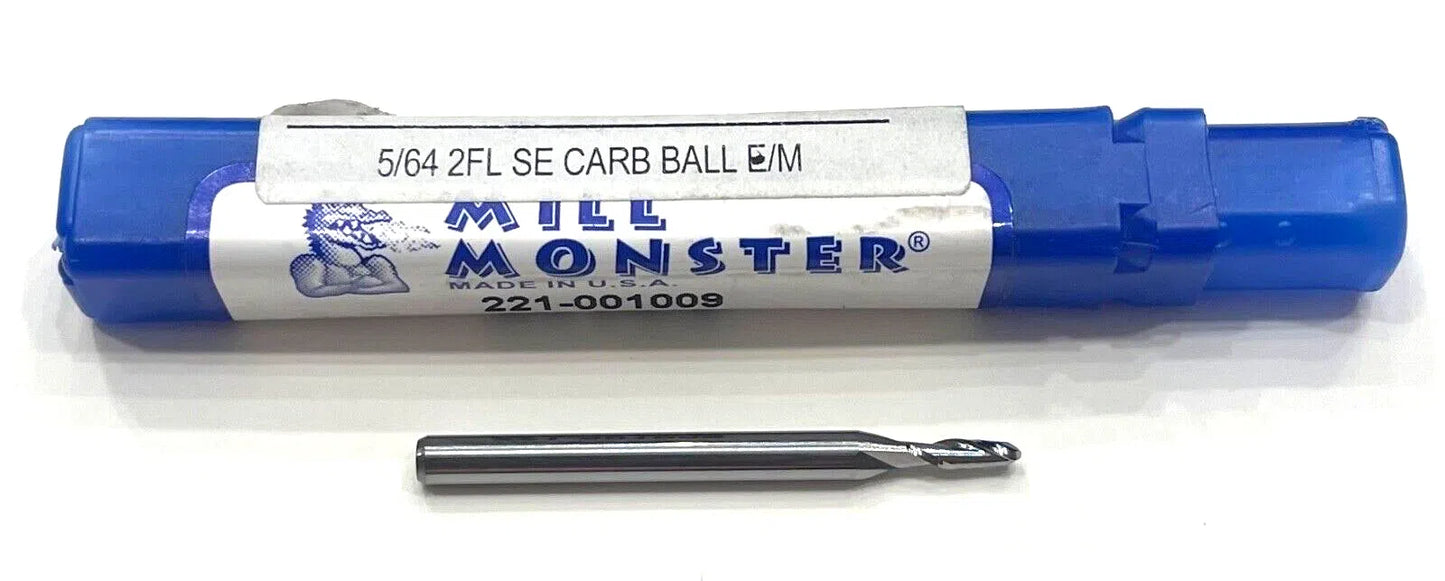 5/64 2FL SE CARB BALL E/M
MILL
MONSTER®
MADE IN U.S.A.
221-001009